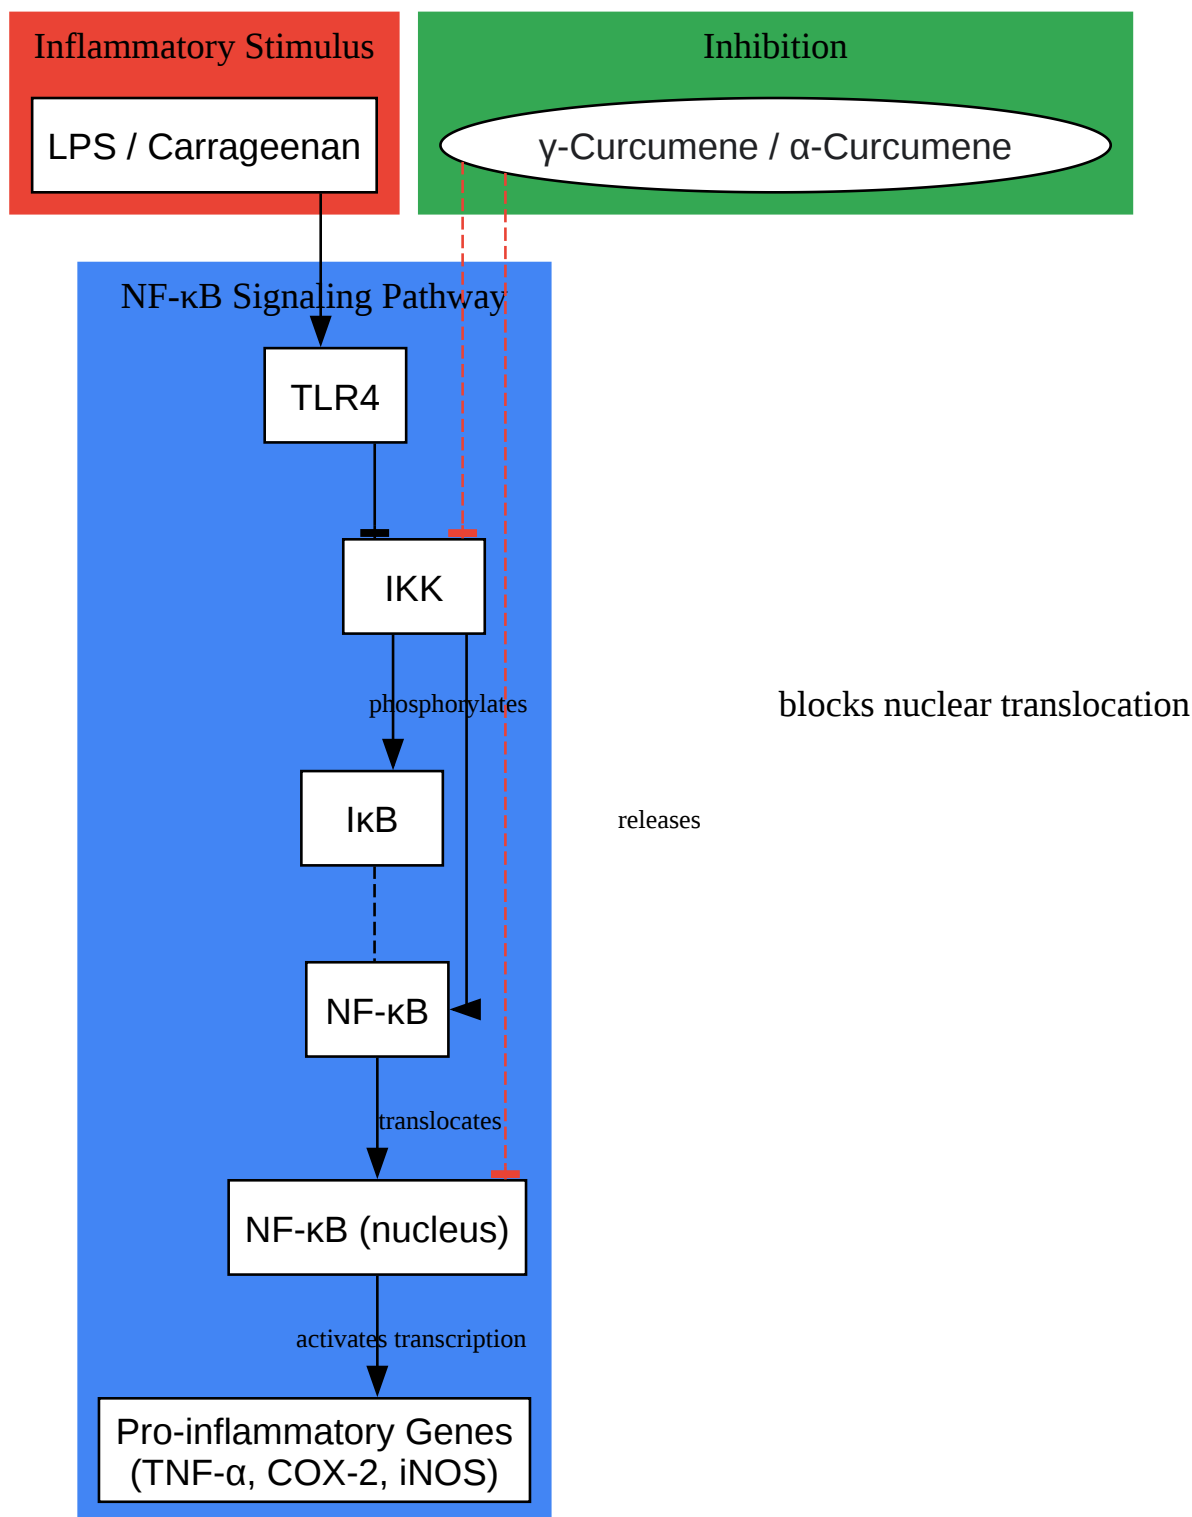 Inflammatory Stimulus
Inhibition
LPS / Carrageenan
γ-Curcumene / α-Curcumene
NF-κB Signaling Pathway
TLR4
IKK
phosphorylates
blocks nuclear translocation
IκB
releases
NF-κB
translocates
NF-κB (nucleus)
activates transcription
Pro-inflammatory Genes
(TNF-α, COX-2, iNOS)